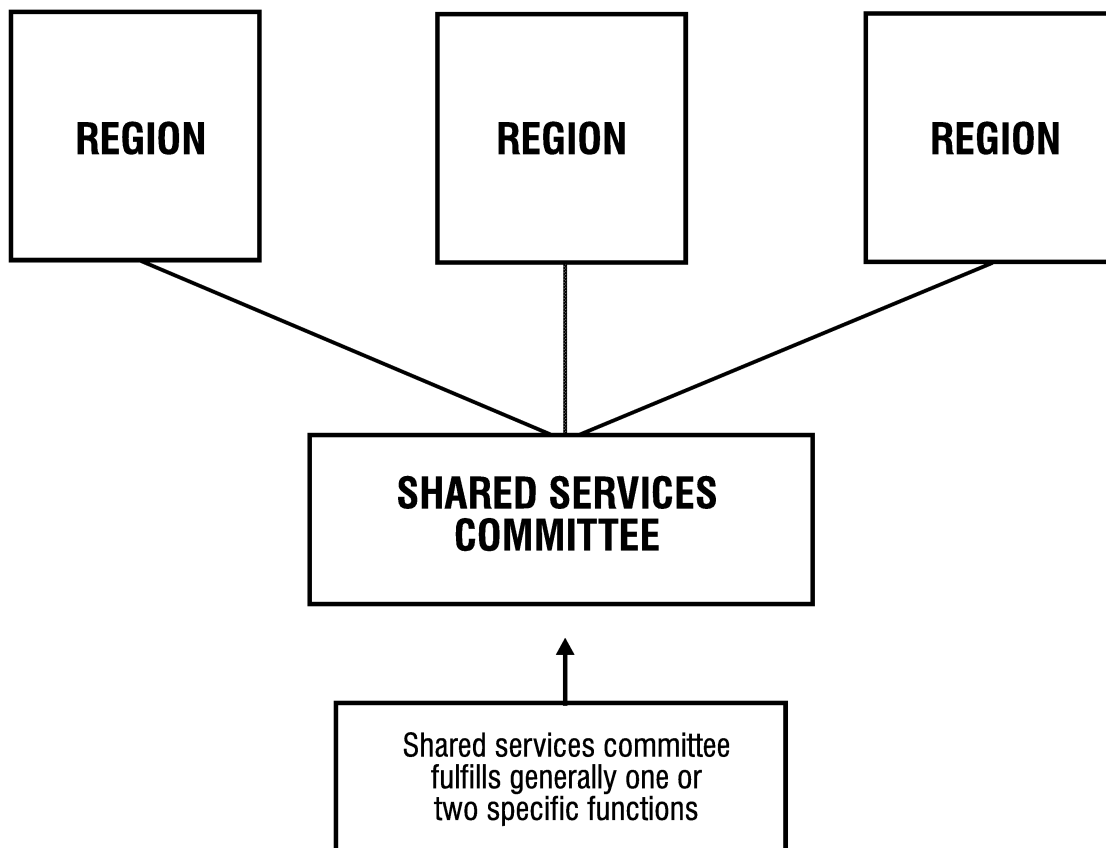 REGION
REGION
REGION
SHARED SERVICES
COMMITTEE
Shared services committee
fulfills generally one or
two specific functions